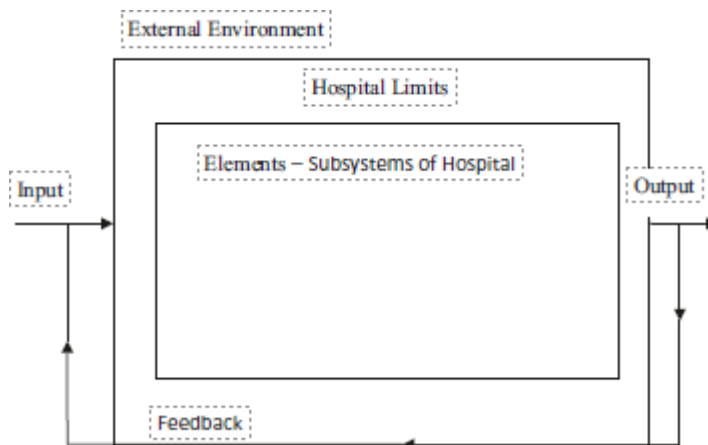 External Environment
Hospital Limits
Elements – Subsystems of Hospital
Input
Output
Feedback